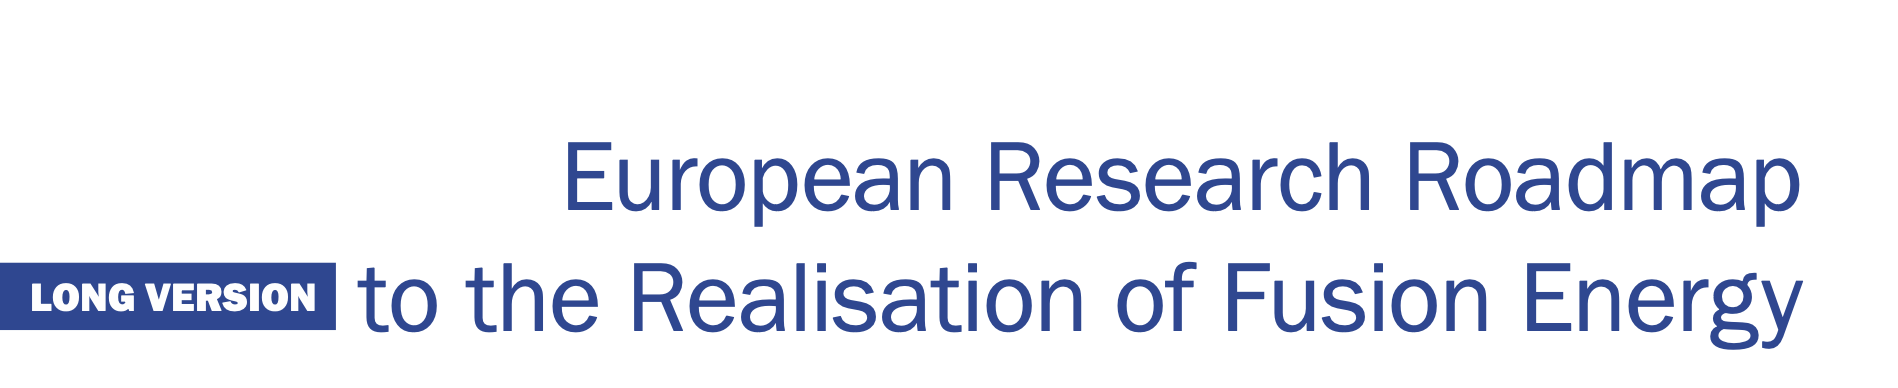 European Research Roadmap
LONG VERSION to the Realisation of Fusion Energy